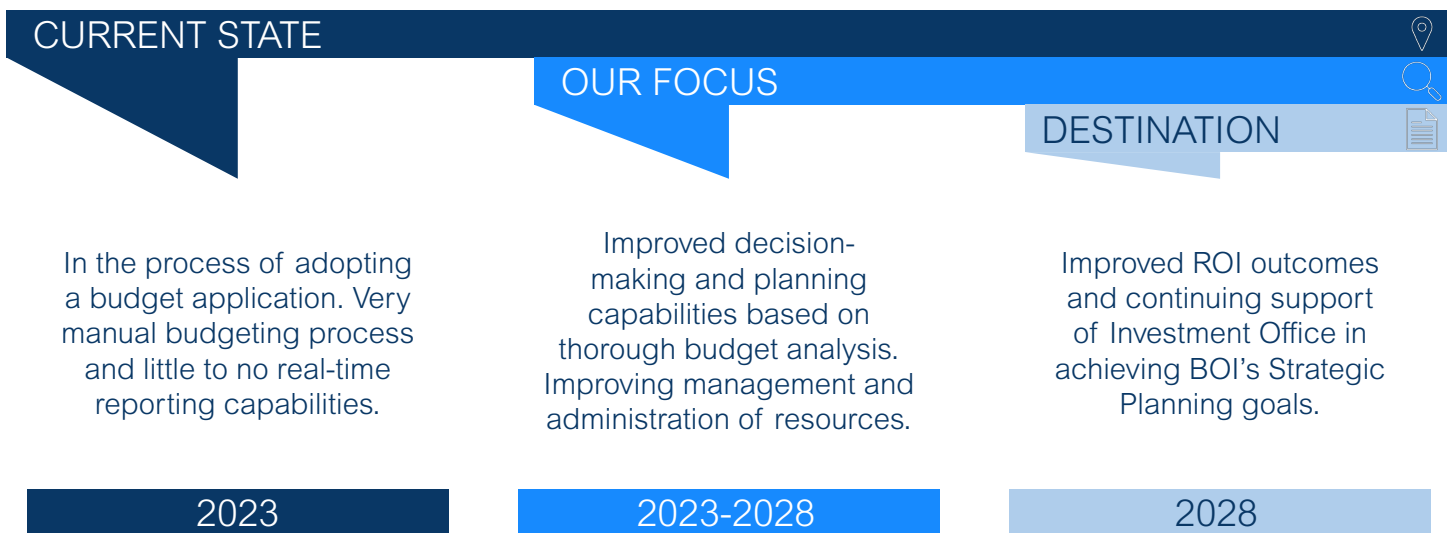 CURRENT STATE
OUR FOCUS
DESTINATION
In the process of adopting
a budget application. Very
manual budgeting process
and little to no real-time
reporting capabilities.
Improved decision-
making and planning
capabilities based on
thorough budget analysis.
Improving management and
administration of resources.
Improved ROI outcomes
and continuing support
of Investment Office in
achieving BOI's Strategic
Planning goals.
2023
2023-2028
2028